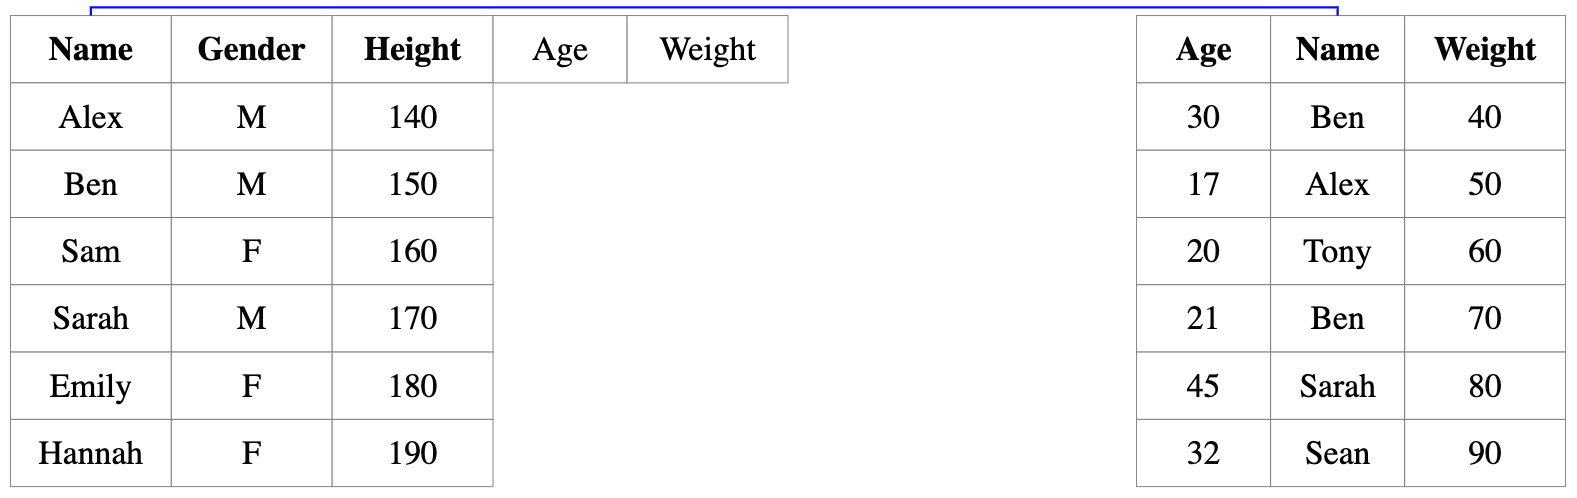 Name Gender Height Age Weight Age Name Weight
Alex M 140 30 Ben 40
Ben M 150 17 Alex 50
Sam F 160 20 Tony 60
Sarah M 170 21 Ben 70
Emily F 180 45 Sarah 80
Hannah F 190 32 Sean 90